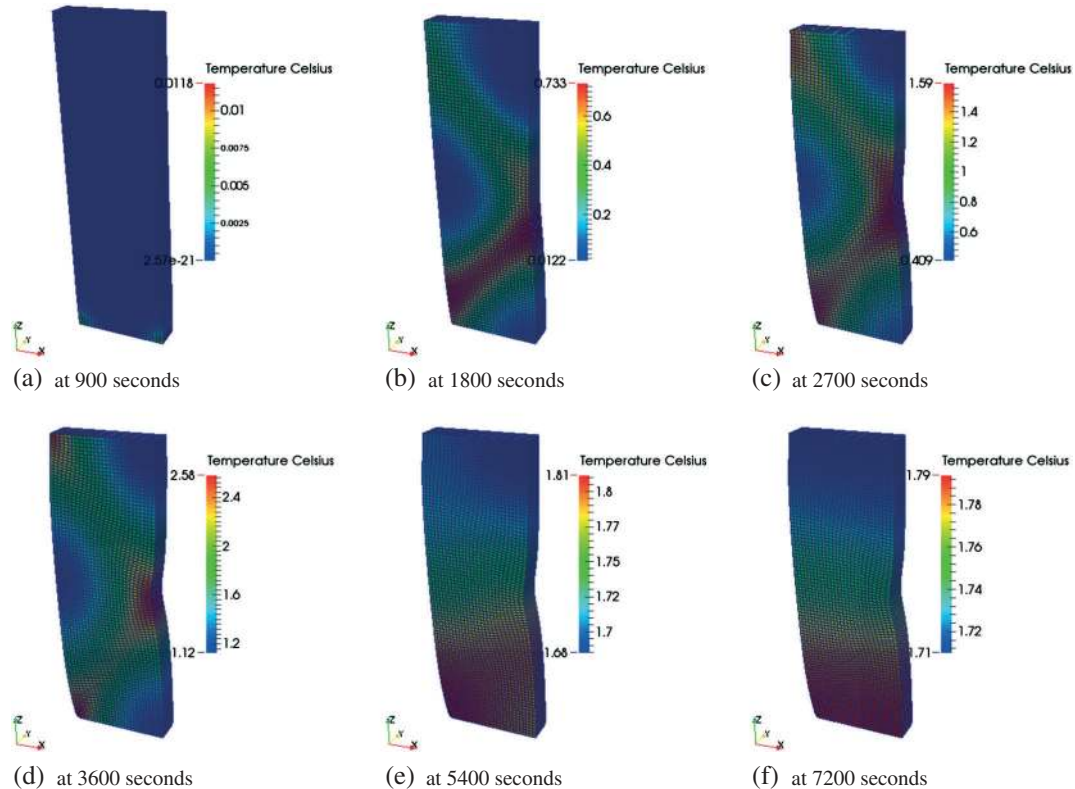 Temperature Celsius
0.0118
0.01
0.0075
0.005
0.0025
2.57e-21
Z
Y
X
(a) at 900 seconds
Temperature Celsius
0.733
0.6
0.4
0.2
0.0122
Z
Y
X
(b) at 1800 seconds
Temperature Celsius
1.59
1.4
1.2
1
0.8
0.6
0.409
Z
Y
X
(c) at 2700 seconds
Temperature Celsius
2.58
2.4
2
1.6
1.2
1.12
Z
Y
X
(d) at 3600 seconds
Temperature Celsius
1.81
1.8
1.77
1.75
1.72
1.7
1.68
Z
Y
X
(e) at 5400 seconds
Temperature Celsius
1.79
1.78
1.76
1.74
1.72
1.71
Z
Y
X
(f) at 7200 seconds